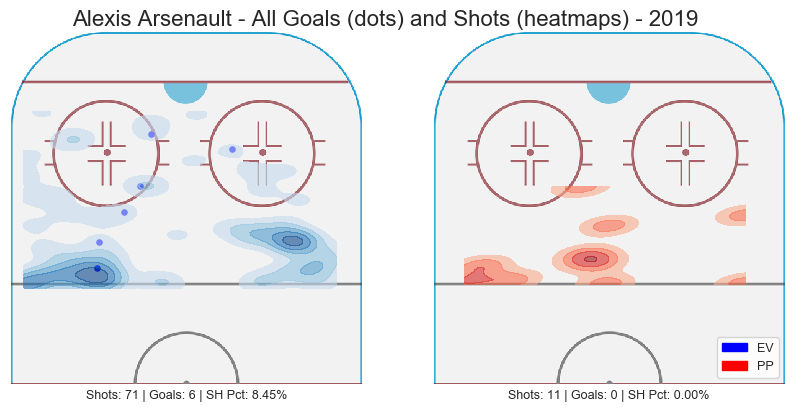 Alexis Arsenault - All Goals (dots) and Shots (heatmaps) - 2019
EV
PP
Shots: 71 | Goals: 6 | SH Pct: 8.45%
Shots: 11 | Goals: 0 | SH Pct: 0.00%